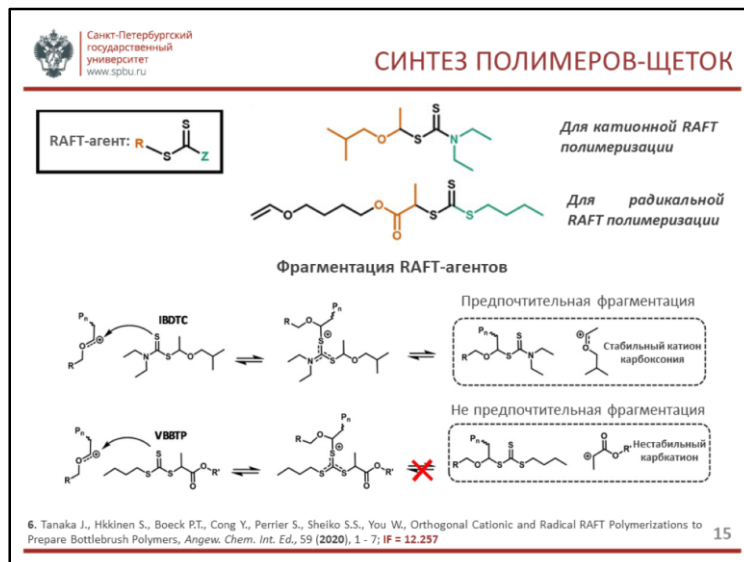 Санкт-Петербургский
государственный
университет
www.spbu.ru
СИНТЕЗ ПОЛИМЕРОВ-ЩЕТОК
RAFT-агент: R S S Z
Для катионной RAFT
полимеризации
O S S N
Для радикальной
RAFT полимеризации
O O O S S S
Фрагментация RAFT-агентов
Предпочтительная фрагментация
IBDTC
Стабильный катион
карбоксония
Не предпочтительная фрагментация
VBBTP
Нестабильный
карбкатион
6. Tanaka J., Hkkinen S., Boeck P.T., Cong Y., Perrier S., Sheiko S.S., You W., Orthogonal Cationic and Radical RAFT Polymerizations to
Prepare Bottlebrush Polymers, Angew. Chem. Int. Ed., 59 (2020), 1 - 7; IF = 12.257
15